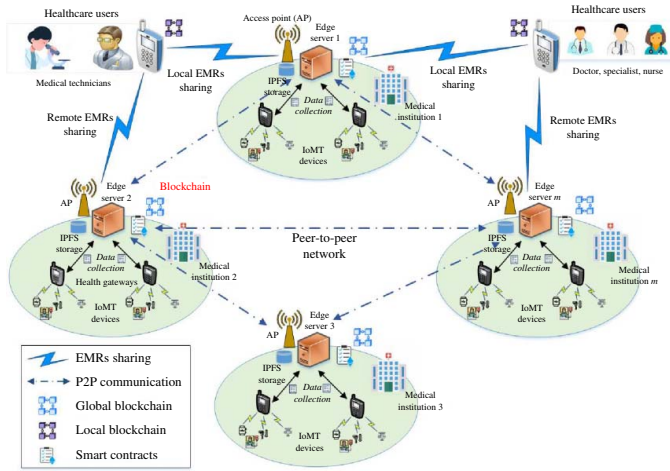 Healthcare users
Medical technicians
Access point (AP)
Edge
server 1
Healthcare users
Doctor, specialist, nurse
Local EMRs
sharing
Local EMRs
sharing
IPFS
storage
Data
collection
Medical
institution 1
IoMT
devices
Remote EMRs
sharing
Remote EMRs
sharing
Blockchain
AP
Edge
server 2
IPFS
storage
Data
collection
Health gateways
IoMT
devices
Medical
institution 2
Peer-to-peer
network
AP
Edge
server m
IPFS
storage
Data
collection
IoMT
devices
Medical
institution m
AP
Edge
server 3
IPFS
storage
Data
collection
IoMT
devices
Medical
institution 3
EMRs sharing
P2P communication
Global blockchain
Local blockchain
Smart contracts